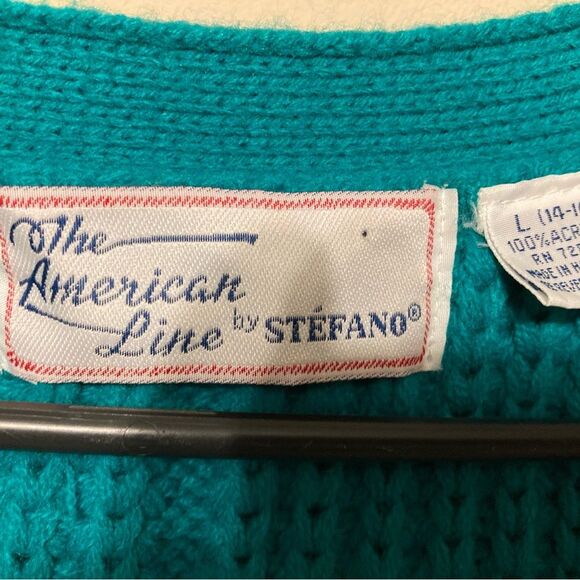 The
American
Line by STÉFANO®
L (14-1
100% ACR
RN 72
MADE IN H